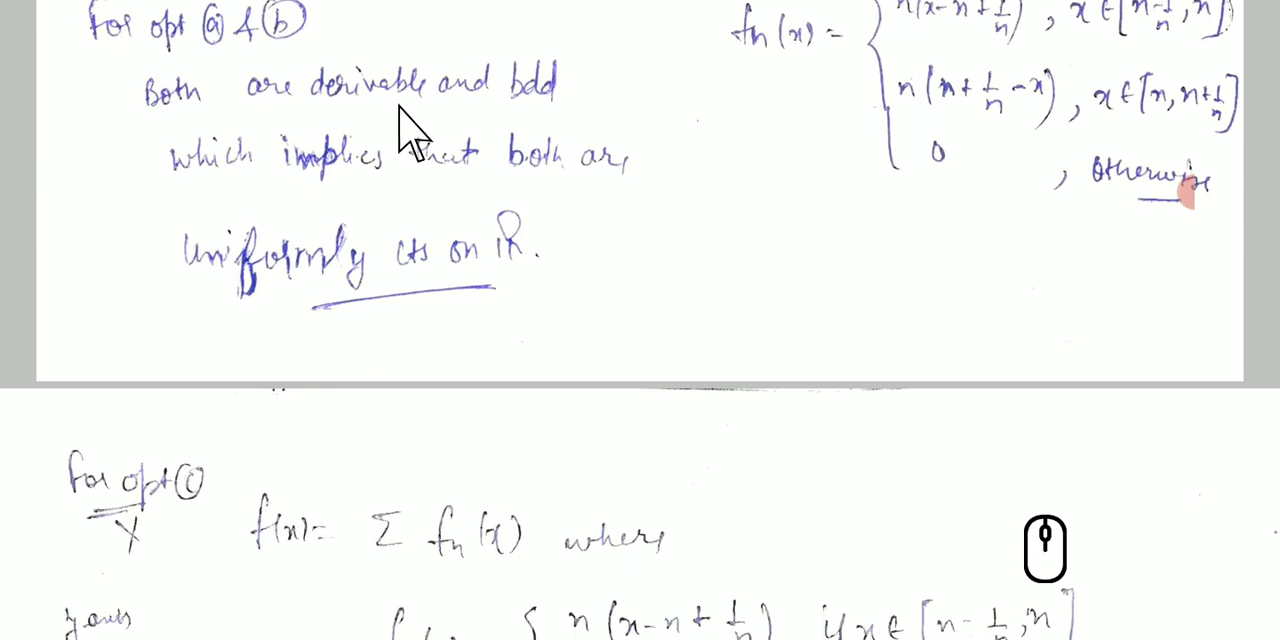 For opt ⓐ & ⓑ
Both are derivable and bdd
which implies that both are
Uniformly cts on ℝ.
fn(x) =
n(x-n+1/n), x∈[n-1/n, n]
n(n+1/n-x), x∈[n, n+1/n]
0, otherwise
For opt ⓒ
f(x)= Σ fn(x) where
n(x-n+1/n) if x∈[n-1/n, n]